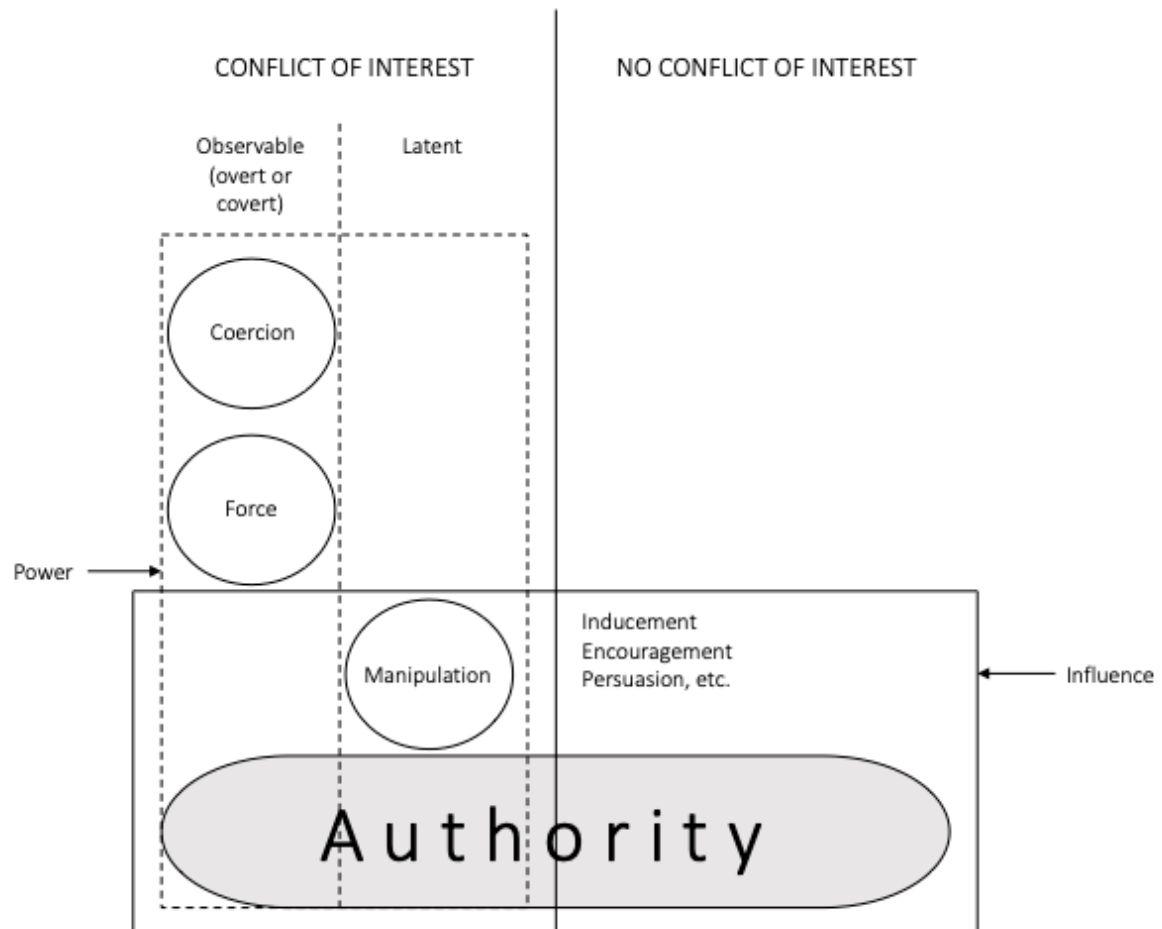 CONFLICT OF INTEREST
NO CONFLICT OF INTEREST
Observable
(overt or
covert)
Latent
Coercion
Force
Power
Manipulation
Inducement
Encouragement
Persuasion, etc.
Influence
Authority